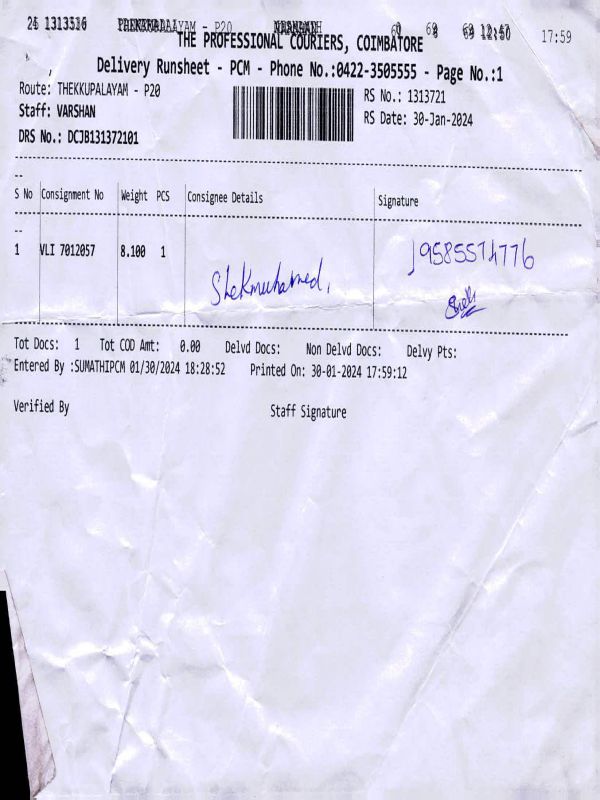 1313516 - P20 17:59
THE PROFESSIONAL COURIERS, COIMBATORE
Delivery Runsheet - PCM - Phone No.:0422-3505555 - Page No.:1
Route: THEKKUPALAYAM - P20 RS No.: 1313721
Staff: VARSHAN RS Date: 30-Jan-2024
DRS No.: DCJB131372101
--
S No Consignment No Weight PCS Consignee Details Signature
--
1 VLI 7012057 8.100 1 9585574776
Shekmuhamed,
Tot Docs: 1 Tot COD Amt: 0.00 Delvd Docs: Non Delvd Docs: Delvy Pts:
Entered By :SUMATHIPCM 01/30/2024 18:28:52 Printed On: 30-01-2024 17:59:12
Verified By Staff Signature